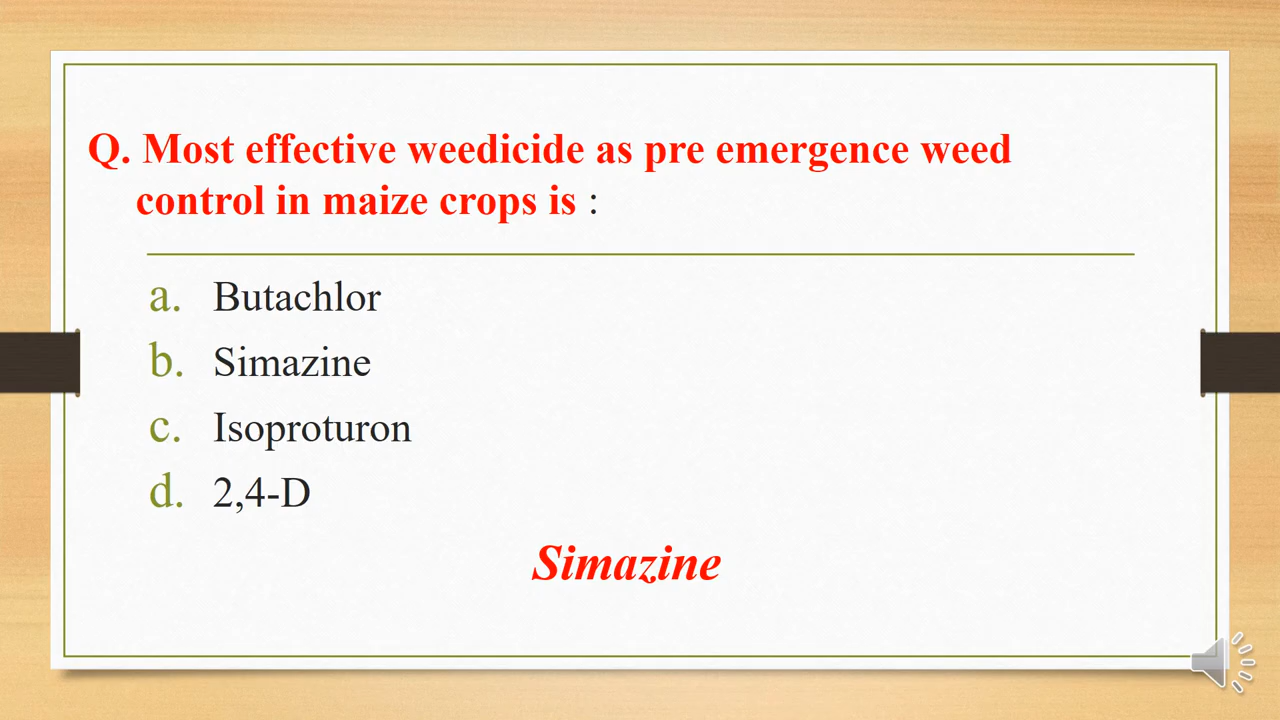 Q. Most effective weedicide as pre emergence weed
control in maize crops is :
a. Butachlor
b. Simazine
c. Isoproturon
d. 2,4-D
Simazine